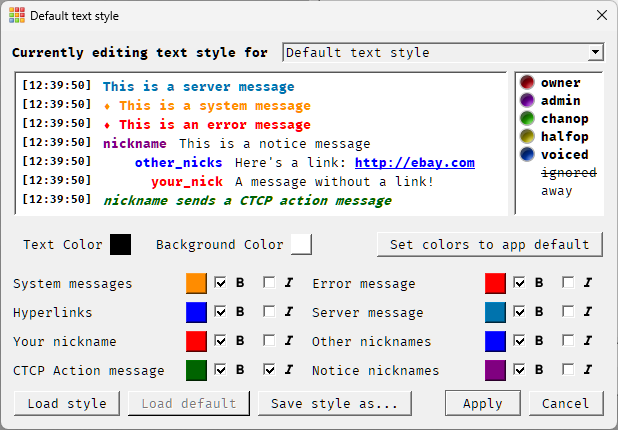 Default text style
Currently editing text style for Default text style
[12:39:50] This is a server message
[12:39:50] ♦ This is a system message
[12:39:50] ♦ This is an error message
[12:39:50] nickname This is a notice message
[12:39:50] other_nicks Here's a link: http://ebay.com
[12:39:50] your_nick A message without a link!
[12:39:50] nickname sends a CTCP action message
owner
admin
chanop
halfop
voiced
ignored
away
Text Color Background Color Set colors to app default
System messages B I Error message B I
Hyperlinks B I Server message B I
Your nickname B I Other nicknames B I
CTCP Action message B I Notice nicknames B I
Load style Load default Save style as... Apply Cancel